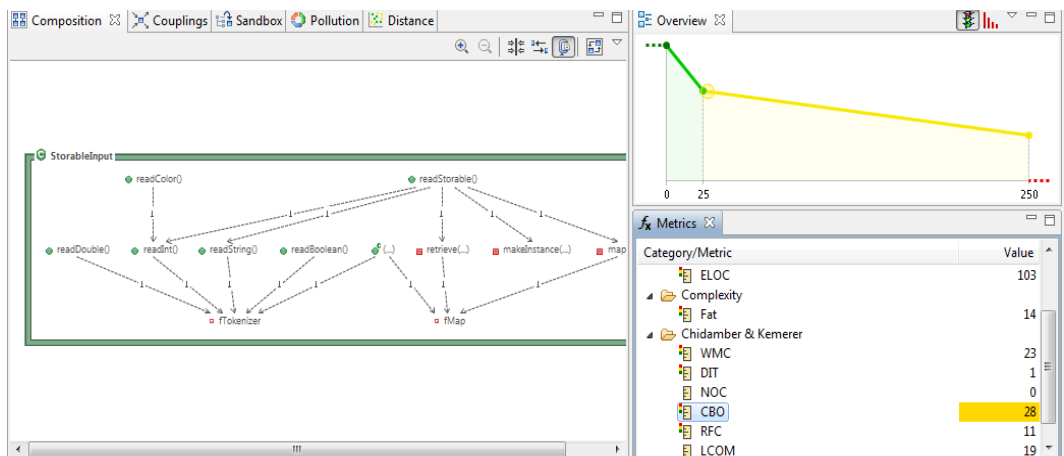 Composition Couplings Sandbox Pollution Distance
StorableInput
readColor() readStorable()
readDouble() readInt() readString() readBoolean() (...) retrieve(...) makeInstance(...) map
fTokenizer fMap
Overview
0 25 250
fx Metrics
Category/Metric Value
ELOC 103
Complexity
Fat 14
Chidamber & Kemerer
WMC 23
DIT 1
NOC 0
CBO 28
RFC 11
LCOM 19